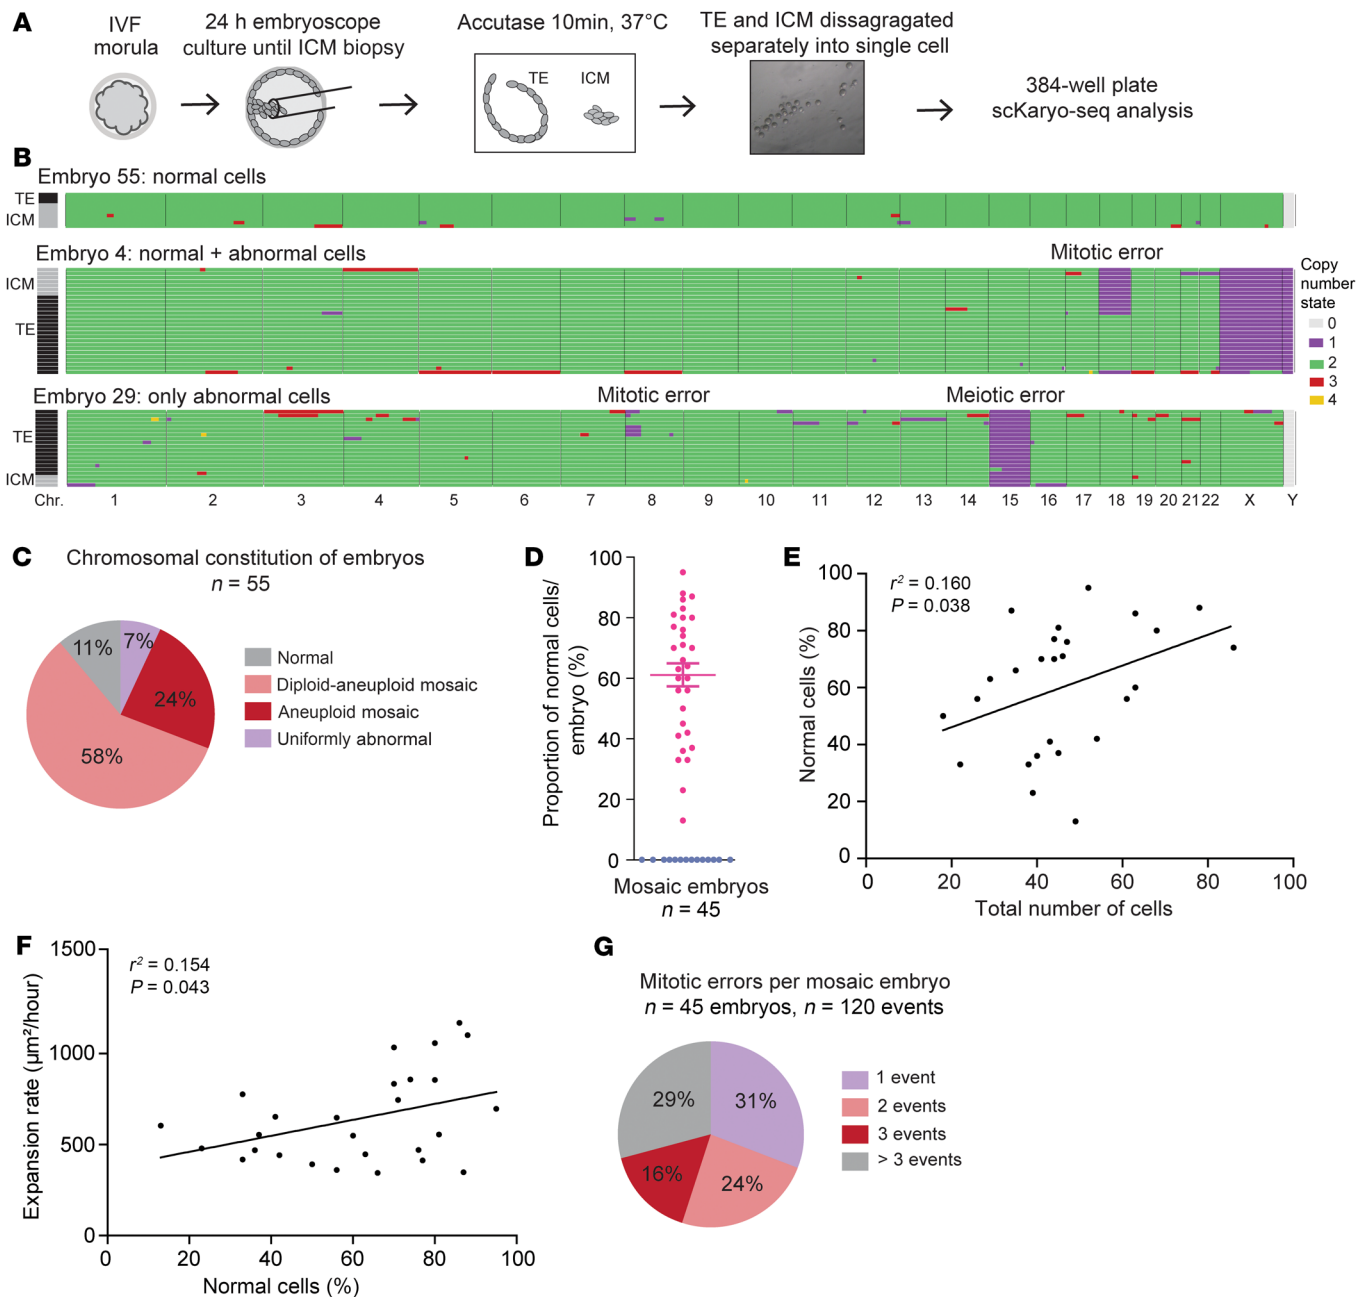 A
IVF
morula
24 h embryoscope
culture until ICM biopsy
Accutase 10min, 37°C
TE
ICM
TE and ICM dissagragated
separately into single cell
384-well plate
scKaryo-seq analysis
B
Embryo 55: normal cells
TE
ICM
Embryo 4: normal + abnormal cells
Mitotic error
ICM
TE
Copy
number
state
0
1
2
3
4
Embryo 29: only abnormal cells
Mitotic error
Meiotic error
TE
ICM
Chr. 1 2 3 4 5 6 7 8 9 10 11 12 13 14 15 16 17 18 19 20 21 22 X Y
C
Chromosomal constitution of embryos
n = 55
11%
7%
24%
58%
Normal
Diploid-aneuploid mosaic
Aneuploid mosaic
Uniformly abnormal
D
Proportion of normal cells/
embryo (%)
100
80
60
40
20
0
Mosaic embryos
n = 45
E
r² = 0.160
P = 0.038
Normal cells (%)
100
80
60
40
20
0
0 20 40 60 80 100
Total number of cells
F
r² = 0.154
P = 0.043
Expansion rate (µm²/hour)
1500
1000
500
0
0 20 40 60 80 100
Normal cells (%)
G
Mitotic errors per mosaic embryo
n = 45 embryos, n = 120 events
29%
31%
16%
24%
1 event
2 events
3 events
> 3 events